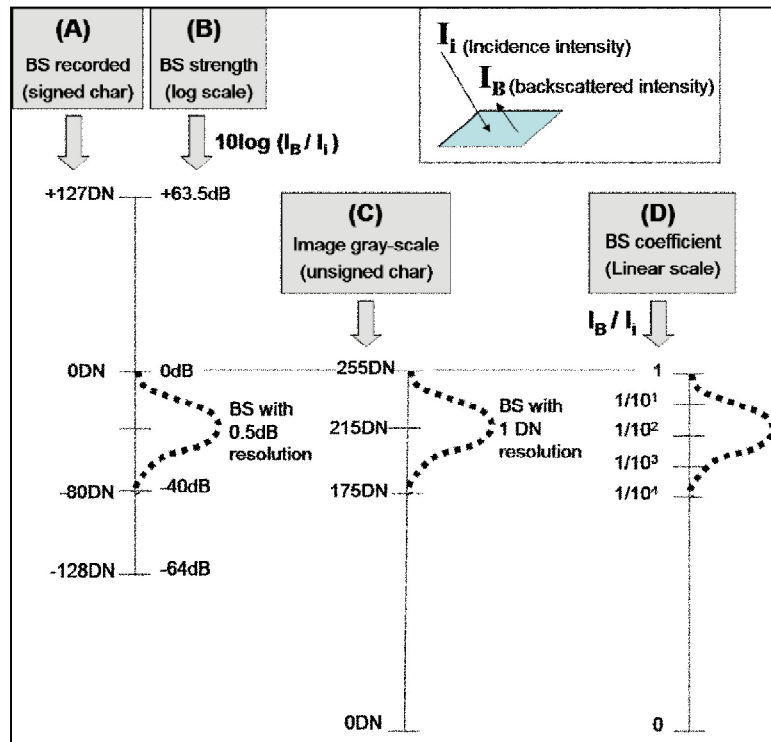 (A)
BS recorded
(signed char)
(B)
BS strength
(log scale)
10log (I_B / I_i)
I_i (Incidence intensity)
I_B (backscattered intensity)
+127DN
+63.5dB
0DN
0dB
-80DN
-40dB
-128DN
-64dB
BS with
0.5dB
resolution
(C)
Image gray-scale
(unsigned char)
255DN
215DN
175DN
0DN
BS with
1 DN
resolution
(D)
BS coefficient
(Linear scale)
I_B / I_i
1
1/10¹
1/10²
1/10³
1/10⁴
0